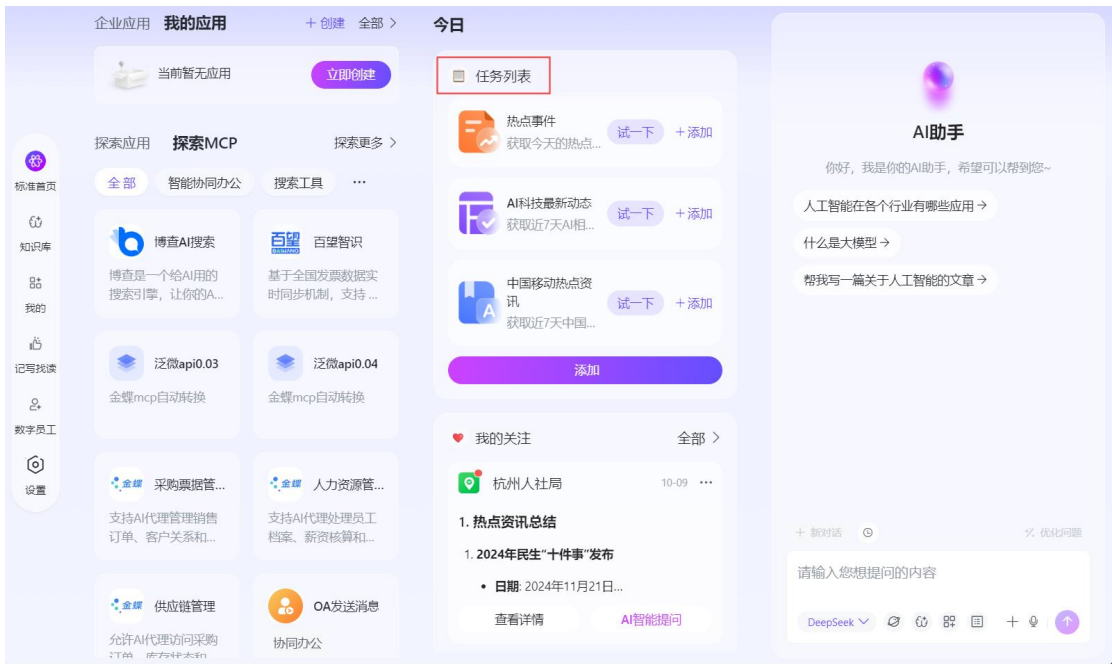 标准首页
知识库
我的
记写找读
数字员工
设置
企业应用 我的应用 + 创建 全部 >
当前暂无应用 立即创建
探索应用 探索MCP 探索更多 >
全部 智能协同办公 搜索工具 ···
博查AI搜索
博查是一个给AI用的
搜索引擎，让你的A...
百望
BAIWANG
百望智识
基于全国发票数据实
时同步机制，支持 ...
泛微api0.03
金蝶mcp自动转换
泛微api0.04
金蝶mcp自动转换
金蝶 采购票据管...
支持AI代理管理销售
订单、客户关系和...
金蝶 人力资源管...
支持AI代理处理员工
档案、薪资核算和...
金蝶 供应链管理
允许AI代理访问采购
订单、库存状态和
OA发送消息
协同办公
今日
任务列表
热点事件
获取今天的热点...
试一下 +添加
AI科技最新动态
获取近7天AI相...
试一下 +添加
中国移动热点资
讯
获取近7天中国...
试一下 +添加
添加
我的关注 全部 >
杭州人社局 10-09 ···
1. 热点资讯总结
1. 2024年民生“十件事”发布
• 日期: 2024年11月21日...
查看详情 AI智能提问
AI助手
你好，我是你的AI助手，希望可以帮到您~
人工智能在各个行业有哪些应用→
什么是大模型→
帮我写一篇关于人工智能的文章→
+ 新对话 优化问题
请输入您想提问的内容
DeepSeek